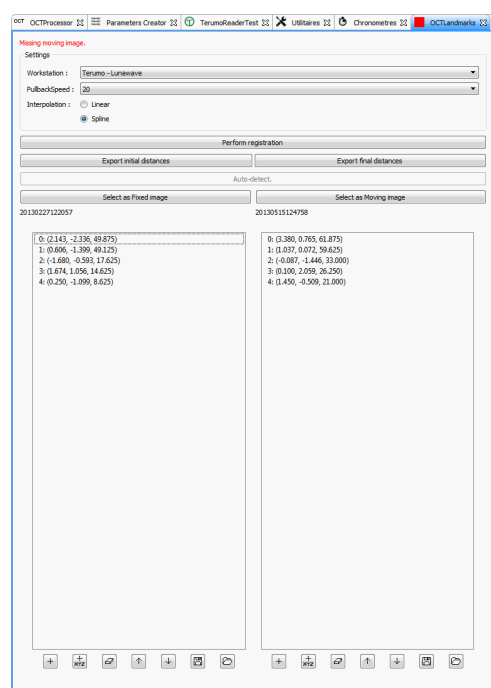 OCT OCTProcessor Parameters Creator TerumoReaderTest Utilitaires Chronometres OCTLandmarks
Missing moving image.
Settings
Workstation : Terumo - Lunawave
PullbackSpeed : 20
Interpolation : Linear
Spline
Perform registration
Export initial distances Export final distances
Auto-detect.
Select as Fixed image Select as Moving image
20130227122057 20130515124758
0: (2.143, -2.336, 49.875) 0: (3.380, 0.765, 61.875)
1: (0.606, -1.399, 49.125) 1: (1.037, 0.072, 59.625)
2: (-1.680, -0.593, 17.625) 2: (-0.087, -1.446, 33.000)
3: (1.674, 1.056, 14.625) 3: (0.100, 2.059, 26.250)
4: (0.250, -1.099, 8.625) 4: (1.450, -0.509, 21.000)
XYZ XYZ